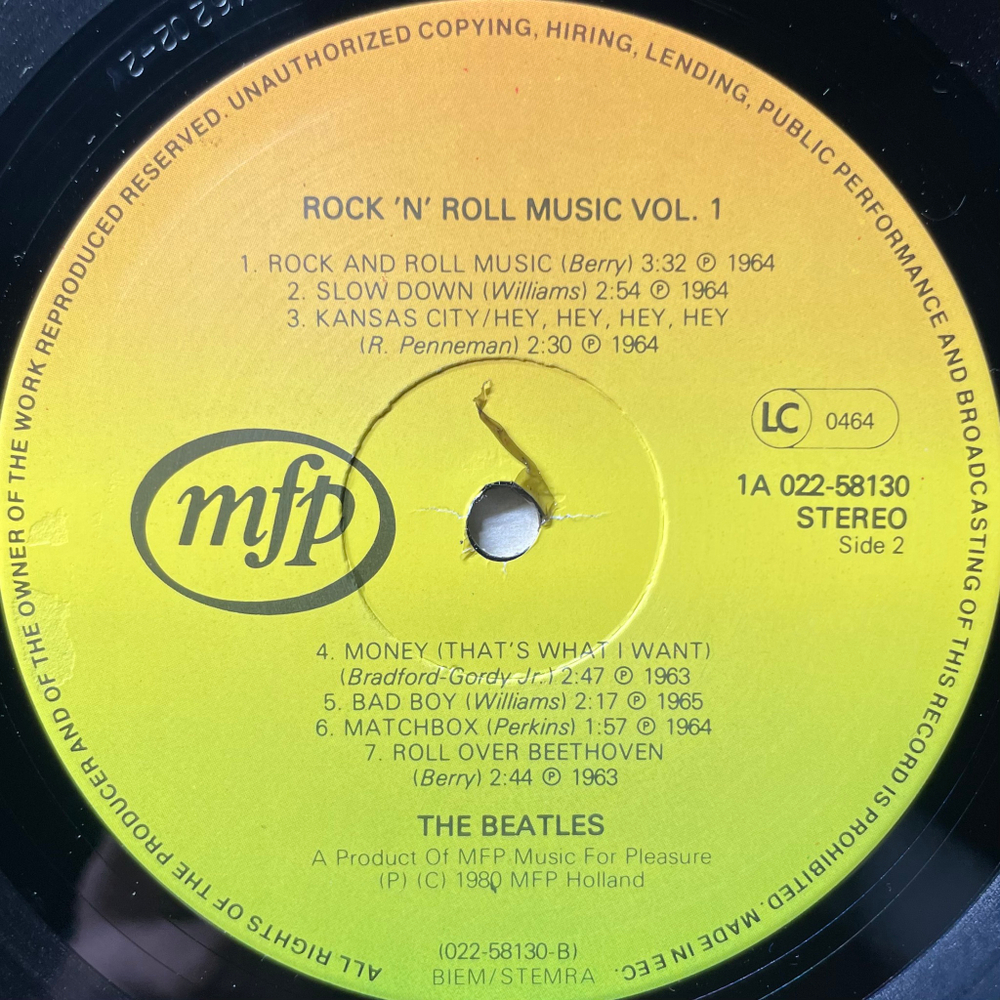 ALL RIGHTS OF THE PRODUCER AND OF THE OWNER OF THE WORK REPRODUCED RESERVED. UNAUTHORIZED COPYING, HIRING, LENDING, PUBLIC PERFORMANCE AND BROADCASTING OF THIS RECORD IS PROHIBITED. MADE IN EEC.
ROCK 'N' ROLL MUSIC VOL. 1
1. ROCK AND ROLL MUSIC (Berry) 3:32 ℗ 1964
2. SLOW DOWN (Williams) 2:54 ℗ 1964
3. KANSAS CITY/HEY, HEY, HEY, HEY
(R. Penneman) 2:30 ℗ 1964
LC 0464
mfp
1A 022-58130
STEREO
Side 2
4. MONEY (THAT'S WHAT I WANT)
(Bradford-Gordy Jr.) 2:47 ℗ 1963
5. BAD BOY (Williams) 2:17 ℗ 1965
6. MATCHBOX (Perkins) 1:57 ℗ 1964
7. ROLL OVER BEETHOVEN
(Berry) 2:44 ℗ 1963
THE BEATLES
A Product Of MFP Music For Pleasure
(P) (C) 1980 MFP Holland
(022-58130-B)
BIEM/STEMRA